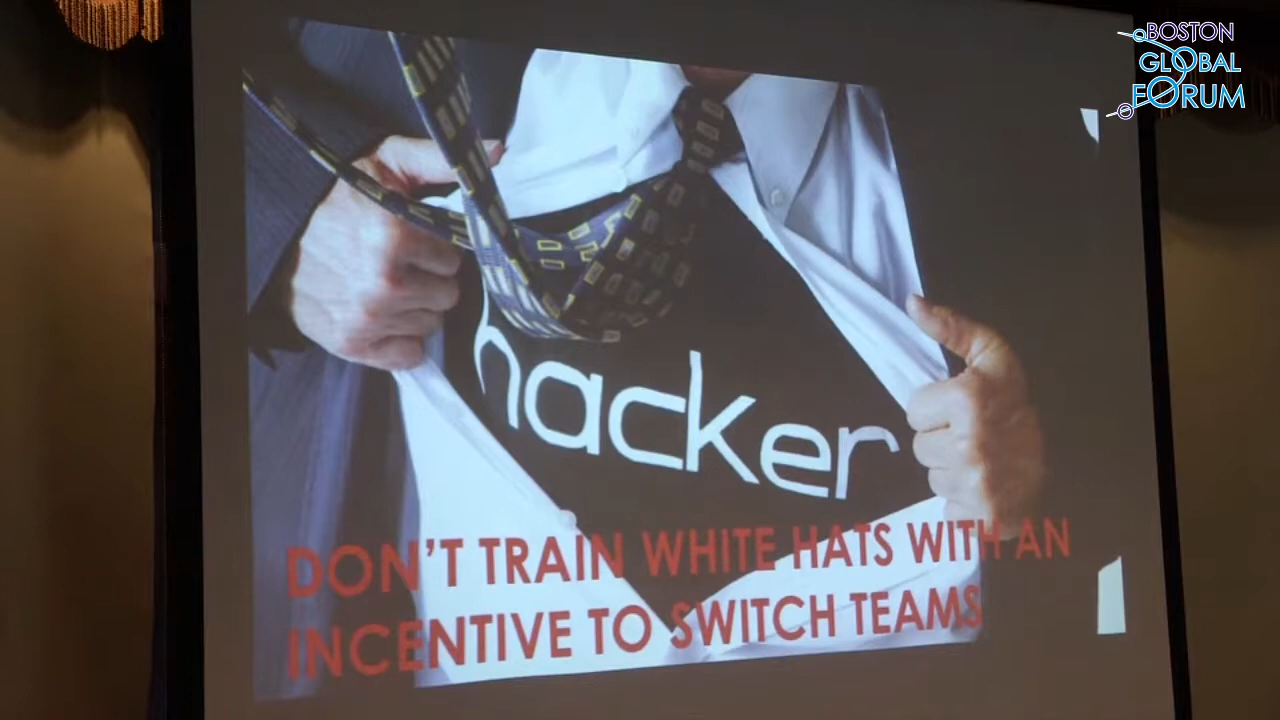 BOSTON
GLOBAL
FORUM
hacker
DON'T TRAIN WHITE HATS WITH AN
INCENTIVE TO SWITCH TEAMS